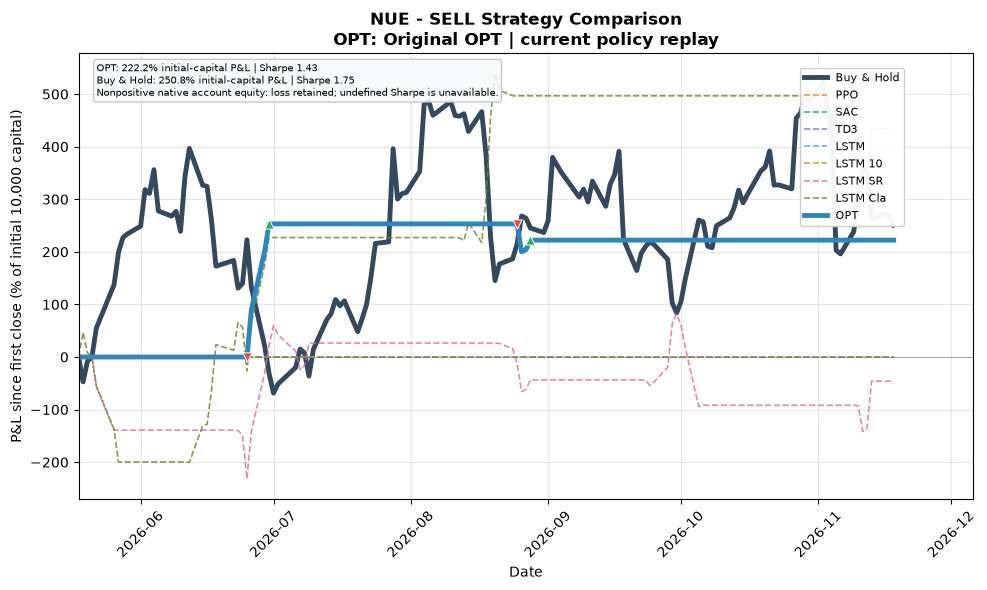 NUE - SELL Strategy Comparison
OPT: Original OPT | current policy replay
OPT: 222.2% initial-capital P&L | Sharpe 1.43
Buy & Hold: 250.8% initial-capital P&L | Sharpe 1.75
Nonpositive native account equity: loss retained; undefined Sharpe is unavailable.
Buy & Hold
PPO
SAC
TD3
LSTM
LSTM 10
LSTM SR
LSTM Cla
OPT
P&L since first close (% of initial 10,000 capital)
500
400
300
200
100
0
−100
−200
2026-06
2026-07
2026-08
2026-09
2026-10
2026-11
2026-12
Date